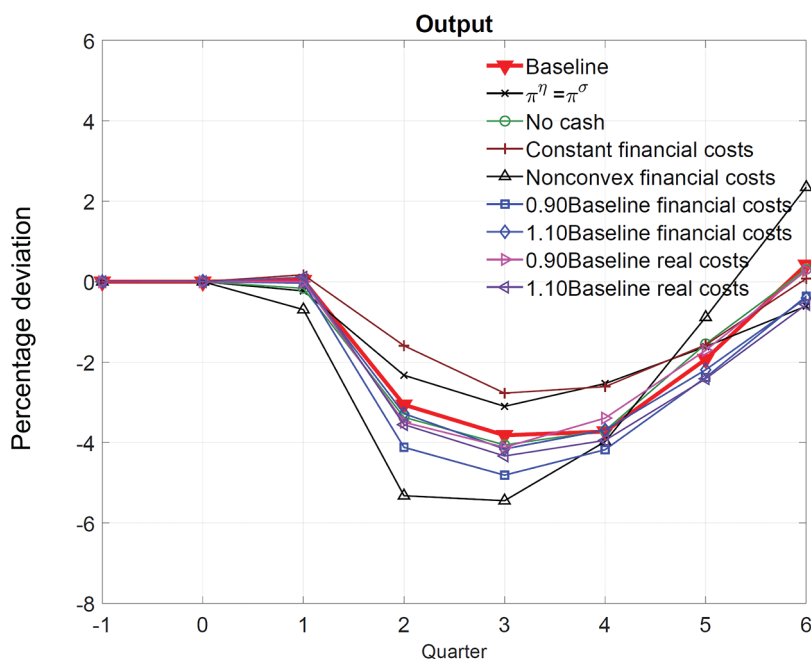 Output
6
4
2
0
-2
-4
-6
-8
Percentage deviation
Baseline
π^η =π^σ
No cash
Constant financial costs
Nonconvex financial costs
0.90Baseline financial costs
1.10Baseline financial costs
0.90Baseline real costs
1.10Baseline real costs
-1 0 1 2 3 4 5 6
Quarter